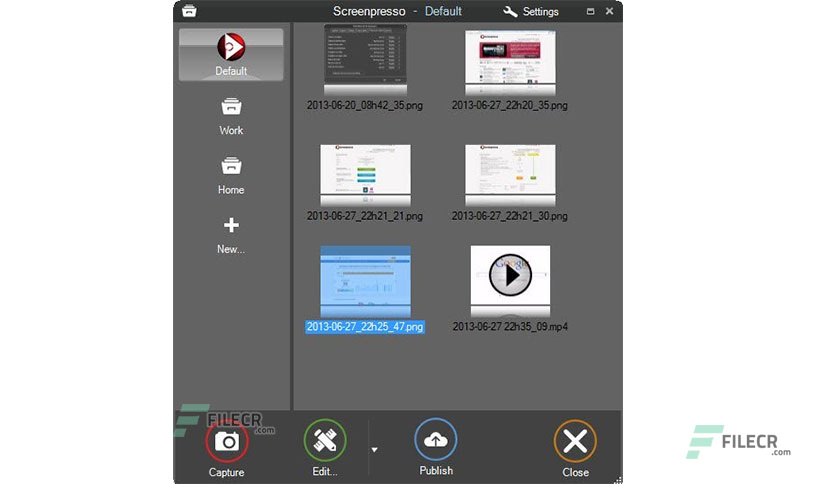 Screenpresso - Default
Settings
Default
Work
Home
New...
2013-06-20_08h42_35.png
2013-06-27_22h20_35.png
2013-06-27_22h21_21.png
2013-06-27_22h21_30.png
2013-06-27_22h25_47.png
2013-06-27 22h35_09.mp4
Google
FILECR
.com
Capture
Edit...
Publish
Close
FILECR
.com